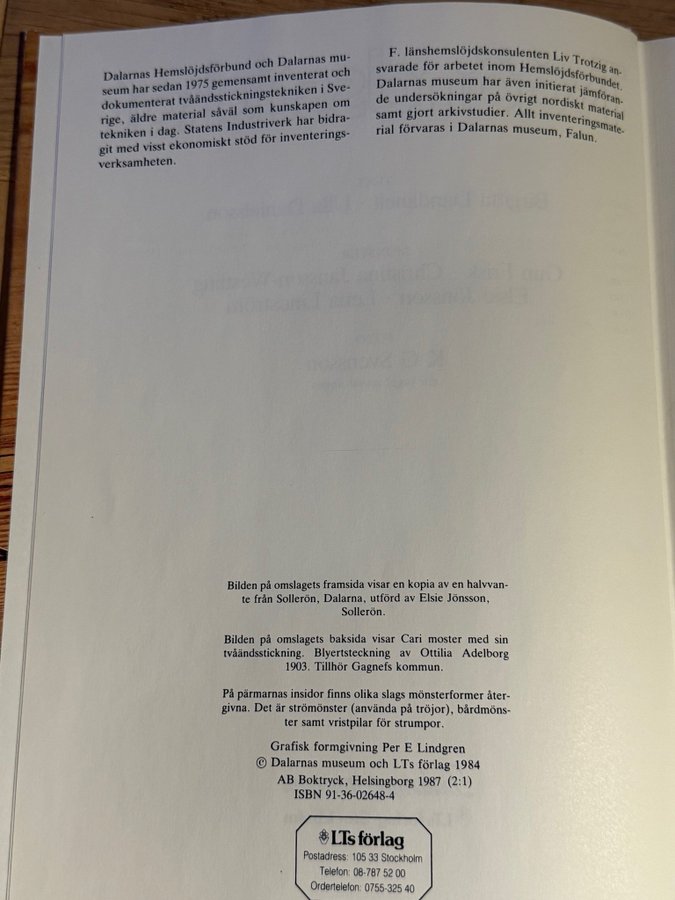 Dalarnas Hemslöjdsförbund och Dalarnas mu-
seum har sedan 1975 gemensamt inventerat och
dokumenterat tvåändsstickningstekniken i Sve-
rige, äldre material såväl som kunskapen om
tekniken i dag. Statens Industriverk har bidra-
git med visst ekonomiskt stöd för inventerings-
verksamheten.
F. länshemslöjdskonsulenten Liv Trotzig an-
svarade för arbetet inom Hemslöjdsförbundet.
Dalarnas museum har även initierat jämföran-
de undersökningar på övrigt nordiskt material
samt gjort arkivstudier. Allt inventeringsmate-
rial förvaras i Dalarnas museum, Falun.
Bilden på omslagets framsida visar en kopia av en halvvan-
te från Sollerön, Dalarna, utförd av Elsie Jönsson,
Sollerön.
Bilden på omslagets baksida visar Cari moster med sin
tvåändsstickning. Blyertsteckning av Ottilia Adelborg
1903. Tillhör Gagnefs kommun.
På pärmarnas insidor finns olika slags mönsterformer åter-
givna. Det är strömönster (använda på tröjor), bårdmöns-
ter samt vristpilar för strumpor.
Grafisk formgivning Per E Lindgren
© Dalarnas museum och LTs förlag 1984
AB Boktryck, Helsingborg 1987 (2:1)
ISBN 91-36-02648-4
LTs förlag
Postadress: 105 33 Stockholm
Telefon: 08-787 52 00
Ordertelefon: 0755-325 40